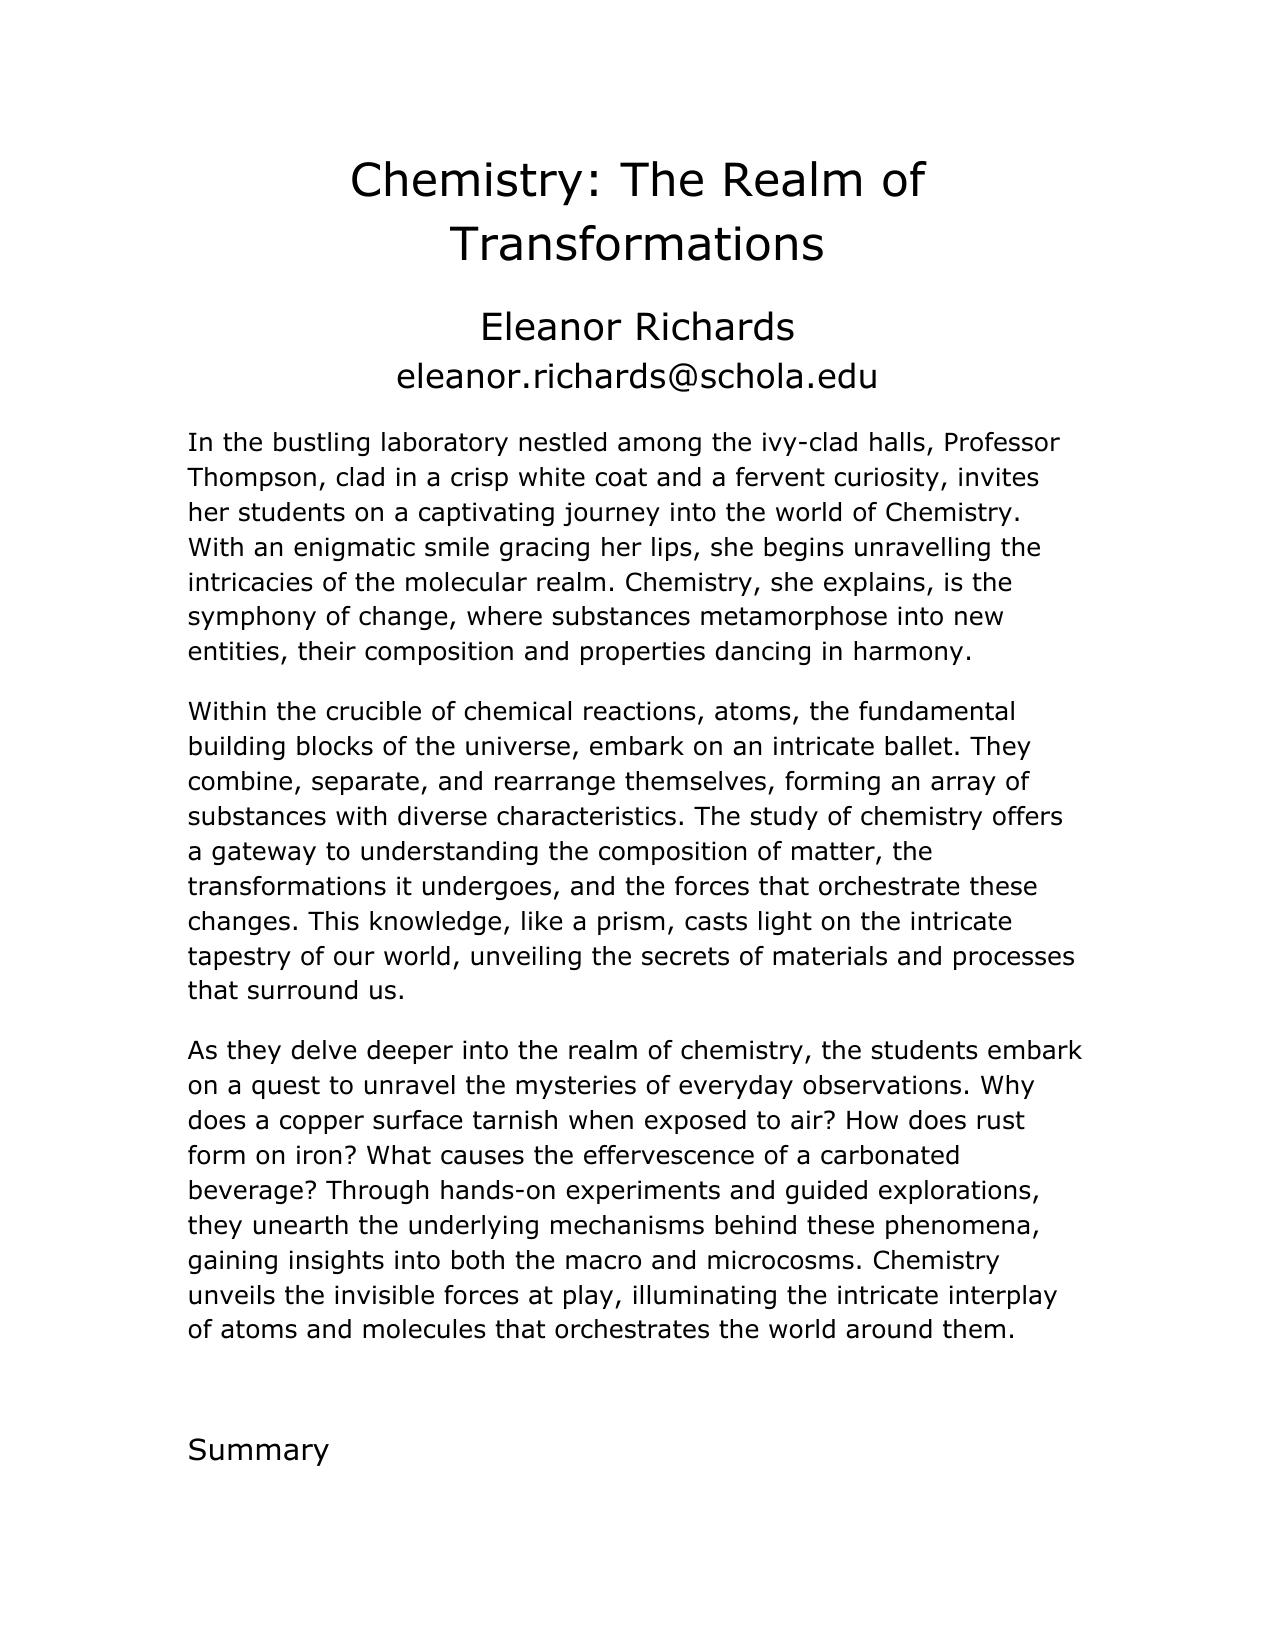 Chemistry: The Realm of
Transformations
Eleanor Richards
eleanor.richards@schola.edu
In the bustling laboratory nestled among the ivy-clad halls, Professor
Thompson, clad in a crisp white coat and a fervent curiosity, invites
her students on a captivating journey into the world of Chemistry.
With an enigmatic smile gracing her lips, she begins unravelling the
intricacies of the molecular realm. Chemistry, she explains, is the
symphony of change, where substances metamorphose into new
entities, their composition and properties dancing in harmony.
Within the crucible of chemical reactions, atoms, the fundamental
building blocks of the universe, embark on an intricate ballet. They
combine, separate, and rearrange themselves, forming an array of
substances with diverse characteristics. The study of chemistry offers
a gateway to understanding the composition of matter, the
transformations it undergoes, and the forces that orchestrate these
changes. This knowledge, like a prism, casts light on the intricate
tapestry of our world, unveiling the secrets of materials and processes
that surround us.
As they delve deeper into the realm of chemistry, the students embark
on a quest to unravel the mysteries of everyday observations. Why
does a copper surface tarnish when exposed to air? How does rust
form on iron? What causes the effervescence of a carbonated
beverage? Through hands-on experiments and guided explorations,
they unearth the underlying mechanisms behind these phenomena,
gaining insights into both the macro and microcosms. Chemistry
unveils the invisible forces at play, illuminating the intricate interplay
of atoms and molecules that orchestrates the world around them.
Summary